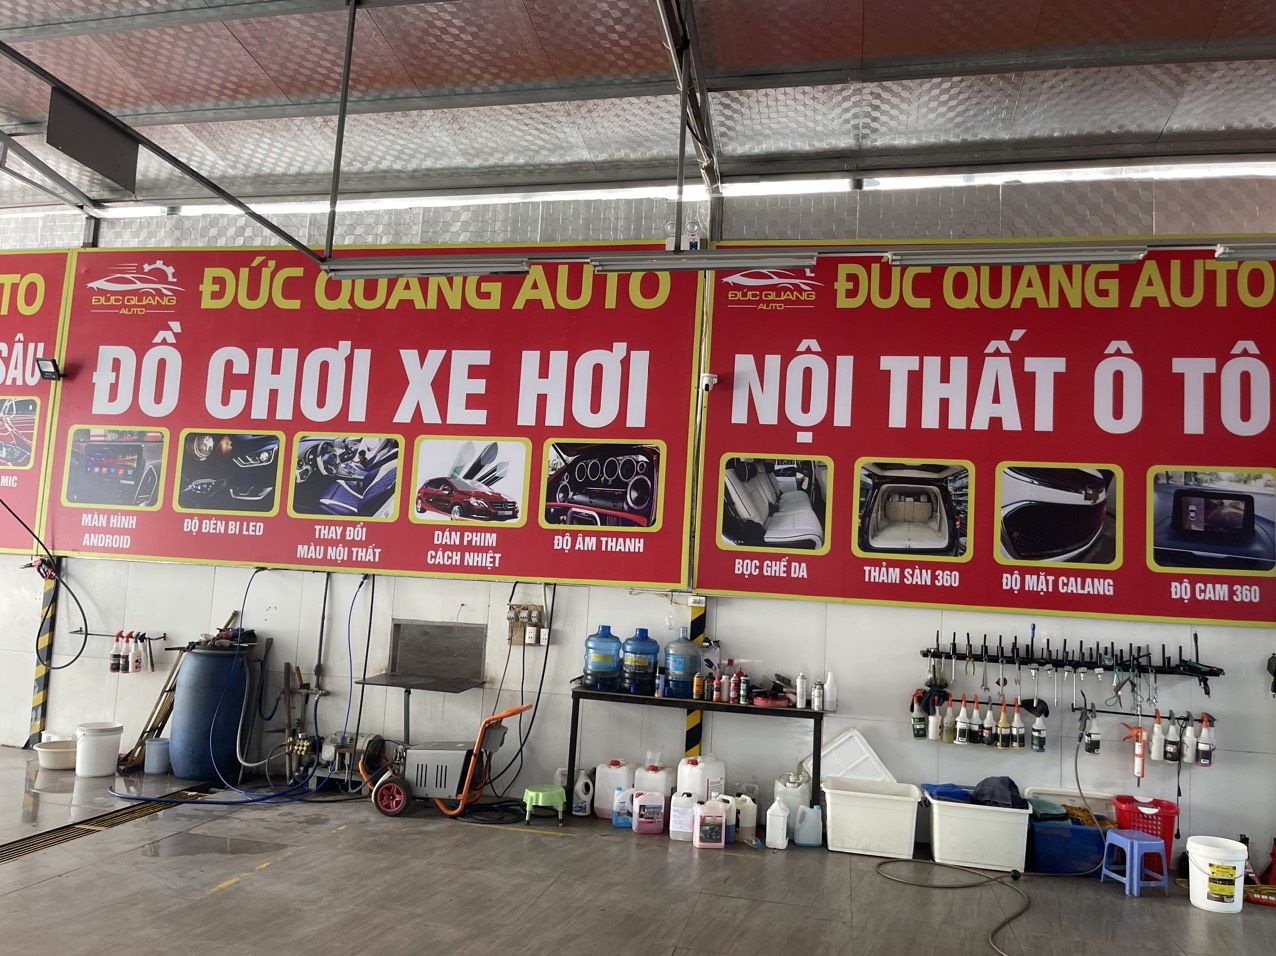 TO
SÂU
MIC
ĐỨC QUANG
AUTO
ĐỨC QUANG AUTO
ĐỒ CHƠI XE HƠI
MÀN HÌNH
ANDROID
ĐỘ ĐÈN BI LED
THAY ĐỔI
MÀU NỘI THẤT
DÁN PHIM
CÁCH NHIỆT
ĐỘ ÂM THANH
ĐỨC QUANG
AUTO
ĐỨC QUANG AUTO
NỘI THẤT Ô TÔ
BỌC GHẾ DA
THẢM SÀN 360
ĐỘ MẶT CALANG
ĐỘ CAM 360